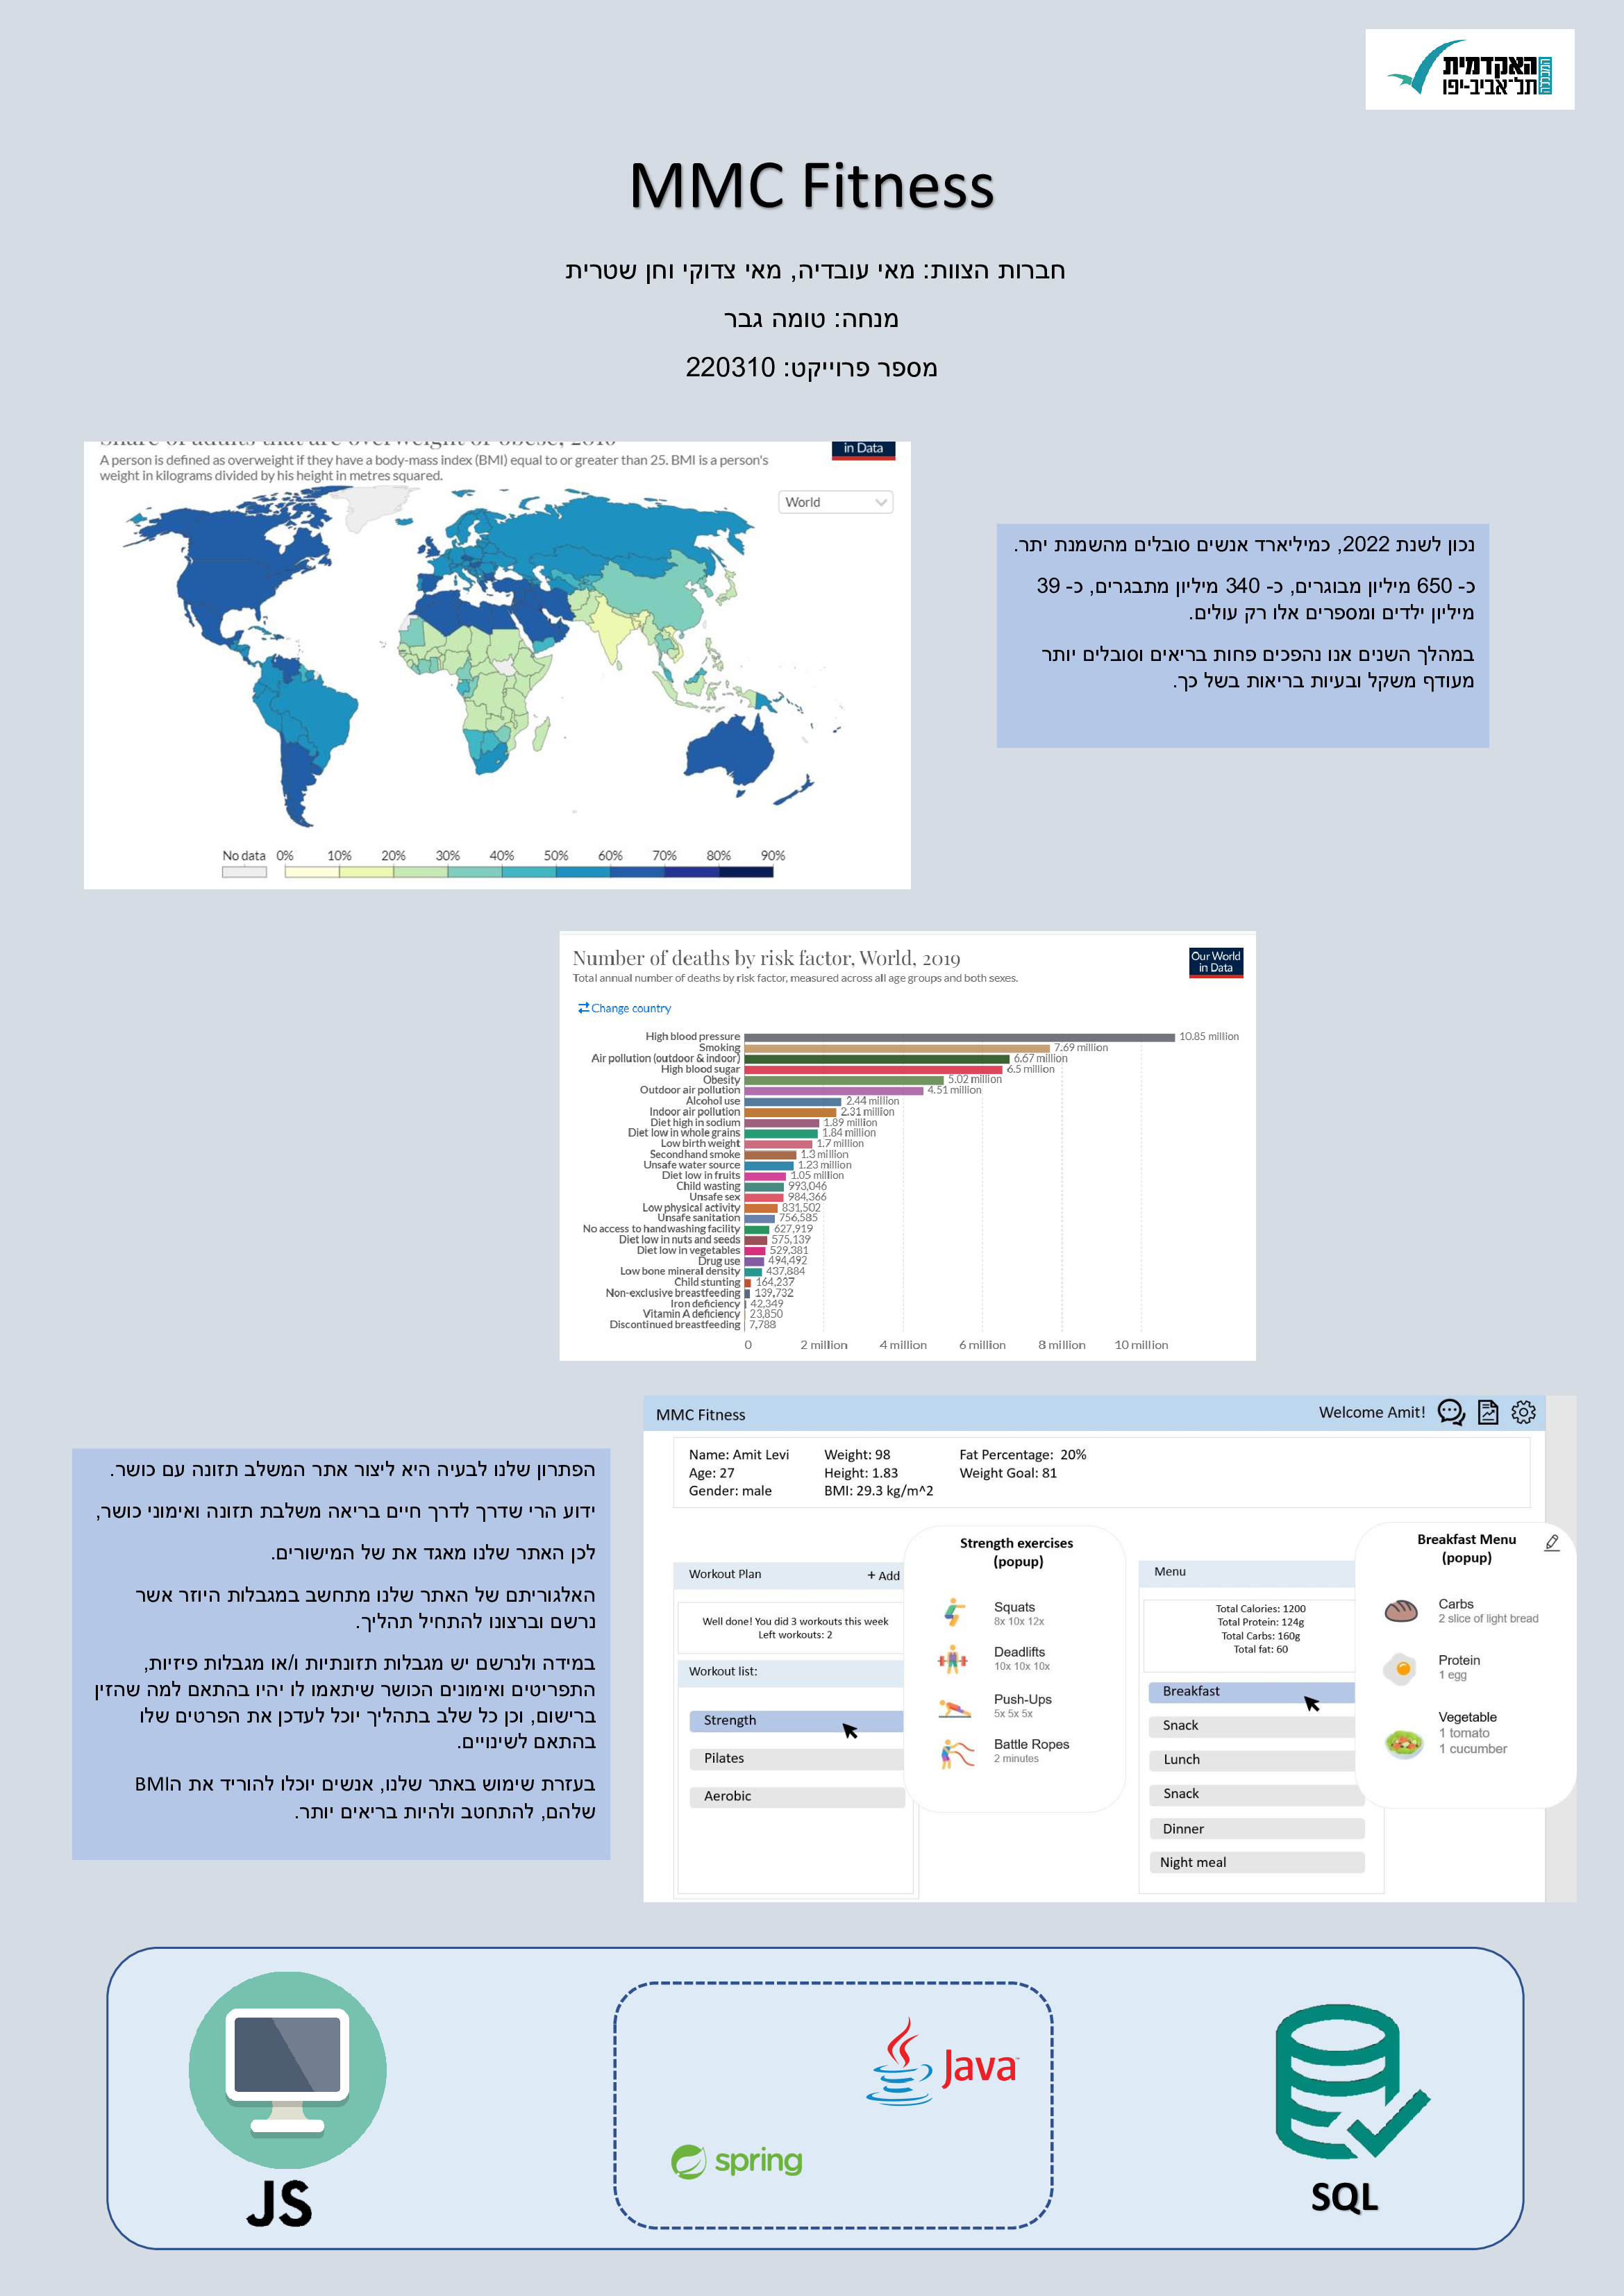 המכללה
האקדמית
תל־אביב-יפו
MMC Fitness
חברות הצוות: מאי עובדיה, מאי צדוקי וחן שטרית
מנחה: טומה גבר
מספר פרוייקט: 220310
Share of adults that are overweight or obese, 2016
in Data
A person is defined as overweight if they have a body-mass index (BMI) equal to or greater than 25. BMI is a person's
weight in kilograms divided by his height in metres squared.
World
No data 0% 10% 20% 30% 40% 50% 60% 70% 80% 90%
נכון לשנת 2022, כמיליארד אנשים סובלים מהשמנת יתר.
כ- 650 מיליון מבוגרים, כ- 340 מיליון מתבגרים, כ- 39
מיליון ילדים ומספרים אלו רק עולים.
במהלך השנים אנו נהפכים פחות בריאים וסובלים יותר
מעודף משקל ובעיות בריאות בשל כך.
Number of deaths by risk factor, World, 2019
Our World
in Data
Total annual number of deaths by risk factor, measured across all age groups and both sexes.
Change country
High blood pressure 10.85 million
Smoking 7.69 million
Air pollution (outdoor & indoor) 6.67 million
High blood sugar 6.5 million
Obesity 5.02 million
Outdoor air pollution 4.51 million
Alcohol use 2.44 million
Indoor air pollution 2.31 million
Diet high in sodium 1.89 million
Diet low in whole grains 1.84 million
Low birth weight 1.7 million
Secondhand smoke 1.3 million
Unsafe water source 1.23 million
Diet low in fruits 1.05 million
Child wasting 993,046
Unsafe sex 984,366
Low physical activity 831,502
Unsafe sanitation 756,585
No access to handwashing facility 627,919
Diet low in nuts and seeds 575,139
Diet low in vegetables 529,381
Drug use 494,492
Low bone mineral density 437,884
Child stunting 164,237
Non-exclusive breastfeeding 139,732
Iron deficiency 42,349
Vitamin A deficiency 23,850
Discontinued breastfeeding 7,788
0 2 million 4 million 6 million 8 million 10 million
MMC Fitness
Welcome Amit!
Name: Amit Levi Weight: 98 Fat Percentage: 20%
Age: 27 Height: 1.83 Weight Goal: 81
Gender: male BMI: 29.3 kg/m^2
Workout Plan + Add
Well done! You did 3 workouts this week
Left workouts: 2
Workout list:
Strength
Pilates
Aerobic
Strength exercises
(popup)
Squats
8x 10x 12x
Deadlifts
10x 10x 10x
Push-Ups
5x 5x 5x
Battle Ropes
2 minutes
Menu
Total Calories: 1200
Total Protein: 124g
Total Carbs: 160g
Total fat: 60
Breakfast
Snack
Lunch
Snack
Dinner
Night meal
Breakfast Menu
(popup)
Carbs
2 slice of light bread
Protein
1 egg
Vegetable
1 tomato
1 cucumber
הפתרון שלנו לבעיה היא ליצור אתר המשלב תזונה עם כושר.
ידוע הרי שדרך לדרך חיים בריאה משלבת תזונה ואימוני כושר,
לכן האתר שלנו מאגד את של המישורים.
האלגוריתם של האתר שלנו מתחשב במגבלות היוזר אשר
נרשם וברצונו להתחיל תהליך.
במידה ולנרשם יש מגבלות תזונתיות ו/או מגבלות פיזיות,
התפריטים ואימונים הכושר שיתאמו לו יהיו בהתאם למה שהזין
ברישום, וכן כל שלב בתהליך יוכל לעדכן את הפרטים שלו
בהתאם לשינויים.
בעזרת שימוש באתר שלנו, אנשים יוכלו להוריד את הBMI
שלהם, להתחטב ולהיות בריאים יותר.
JS
Java
spring
SQL